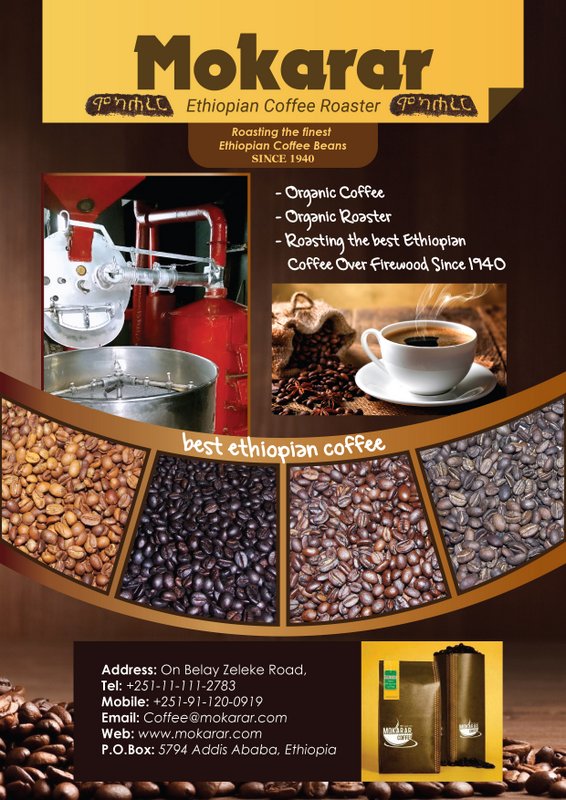 Mokarar
ሞካሐረር Ethiopian Coffee Roaster ሞካሐረር
Roasting the finest
Ethiopian Coffee Beans
SINCE 1940
- Organic Coffee
- Organic Roaster
- Roasting the best Ethiopian
Coffee Over Firewood Since 1940
best ethiopian coffee
Address: On Belay Zeleke Road,
Tel: +251-11-111-2783
Mobile: +251-91-120-0919
Email: Coffee@mokarar.com
Web: www.mokarar.com
P.O.Box: 5794 Addis Ababa, Ethiopia
MOKARAR
COFFEE
MOKARAR
COFFEE